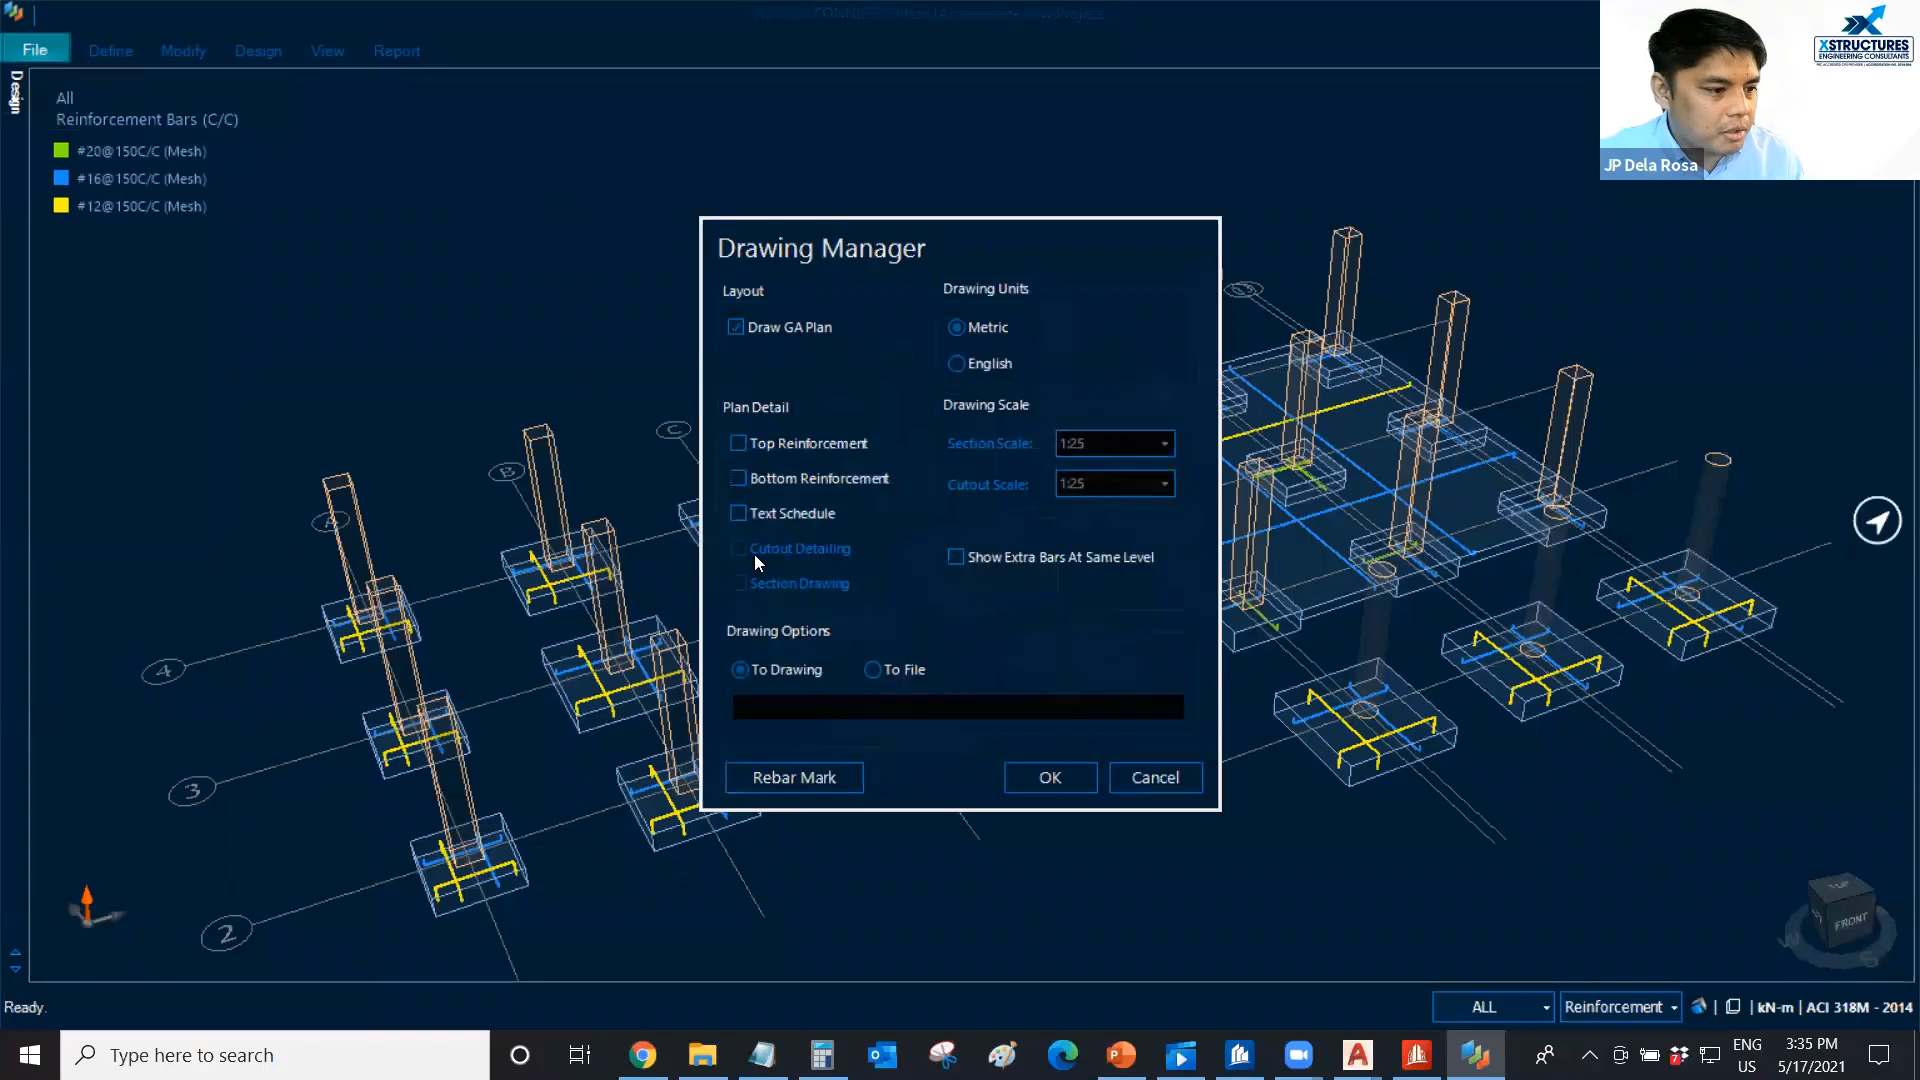 File
Define
Modify
Design
View
Report
XSTRUCTURES
ENGINEERING CONSULTANTS
JP Dela Rosa
Design
All
Reinforcement Bars (C/C)
#20@150C/C (Mesh)
#16@150C/C (Mesh)
#12@150C/C (Mesh)
Drawing Manager
Layout
Drawing Units
Draw GA Plan
Metric
English
Plan Detail
Drawing Scale
Top Reinforcement
Section Scale:
1:25
Bottom Reinforcement
Cutout Scale:
1:25
Text Schedule
Cutout Detailing
Show Extra Bars At Same Level
Section Drawing
Drawing Options
To Drawing
To File
Rebar Mark
OK
Cancel
A
B
C
4
3
2
FRONT
W
S
Ready.
ALL
Reinforcement
| kN-m | ACI 318M - 2014
Type here to search
ENG
US
3:35 PM
5/17/2021